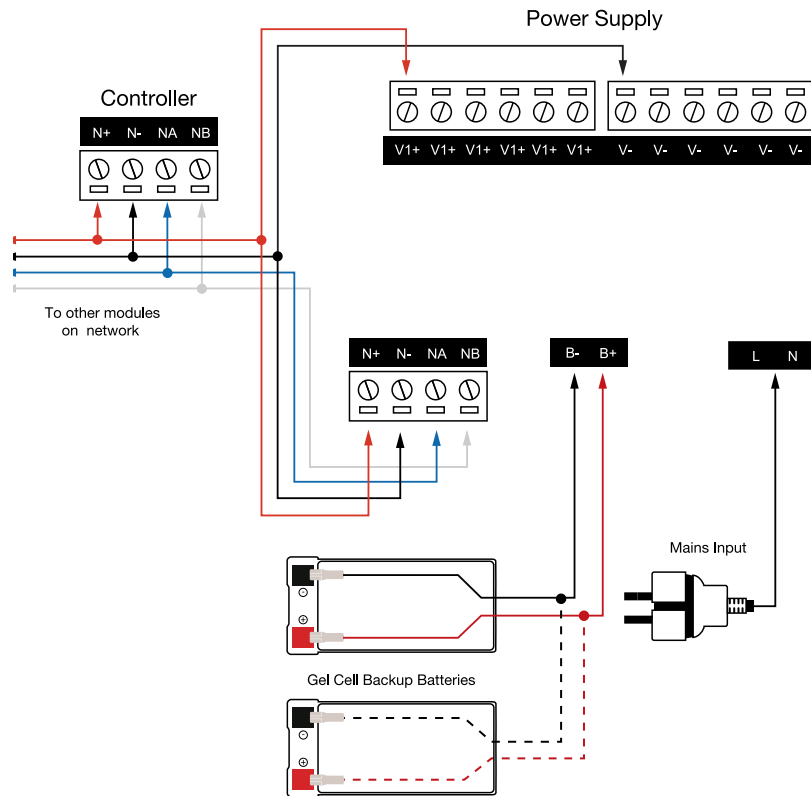 Power Supply
Controller
N+ N- NA NB
V1+ V1+ V1+ V1+ V1+ V1+ V- V- V- V- V- V-
To other modules
on network
N+ N- NA NB
B- B+
L N
Mains Input
- 
+
Gel Cell Backup Batteries
-
+